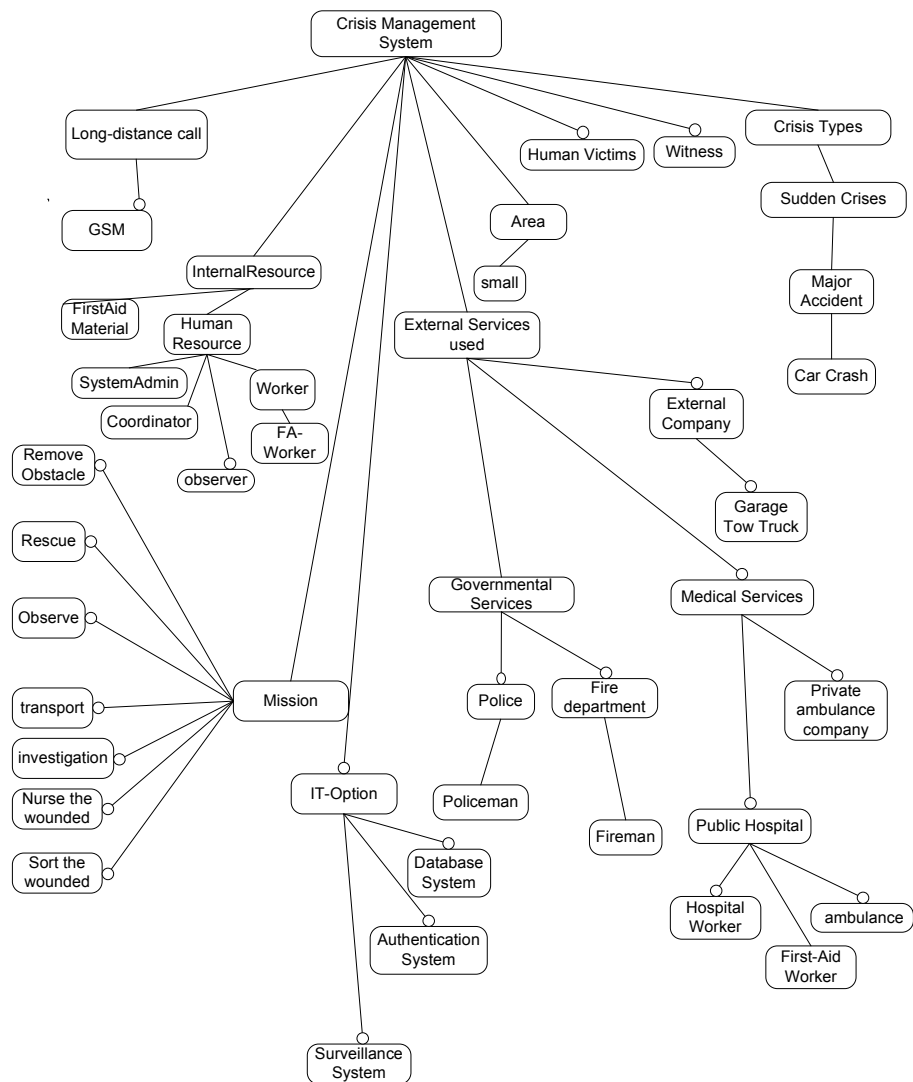 Crisis Management
System
Long-distance call
Human Victims
Witness
Crisis Types
GSM
Area
Sudden Crises
InternalResource
small
Major
Accident
FirstAid
Material
Human
Resource
External Services
used
SystemAdmin
Worker
Car Crash
Coordinator
FA-
Worker
External
Company
Remove
Obstacle
observer
Garage
Tow Truck
Rescue
Governmental
Services
Medical Services
Observe
Mission
Police
Fire
department
Private
ambulance
company
transport
investigation
IT-Option
Policeman
Nurse the
wounded
Public Hospital
Fireman
Sort the
wounded
Database
System
Hospital
Worker
ambulance
Authentication
System
First-Aid
Worker
Surveillance
System